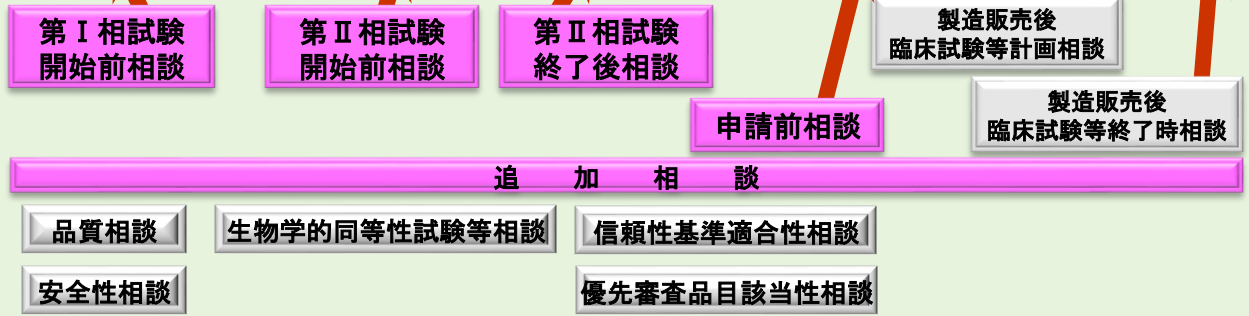 第Ⅰ相試験
開始前相談
第Ⅱ相試験
開始前相談
第Ⅱ相試験
終了後相談
製造販売後
臨床試験等計画相談
申請前相談
製造販売後
臨床試験等終了時相談
追加相談
品質相談
生物学的同等性試験等相談
信頼性基準適合性相談
安全性相談
優先審査品目該当性相談